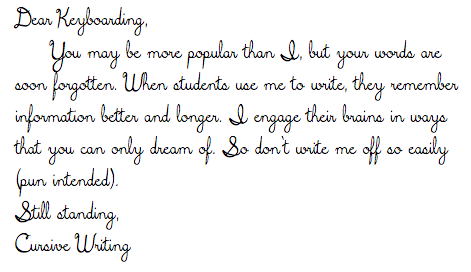 Dear Keyboarding,
You may be more popular than I, but your words are
soon forgotten. When students use me to write, they remember
information better and longer. I engage their brains in ways
that you can only dream of. So don't write me off so easily
(pun intended).
Still standing,
Cursive Writing